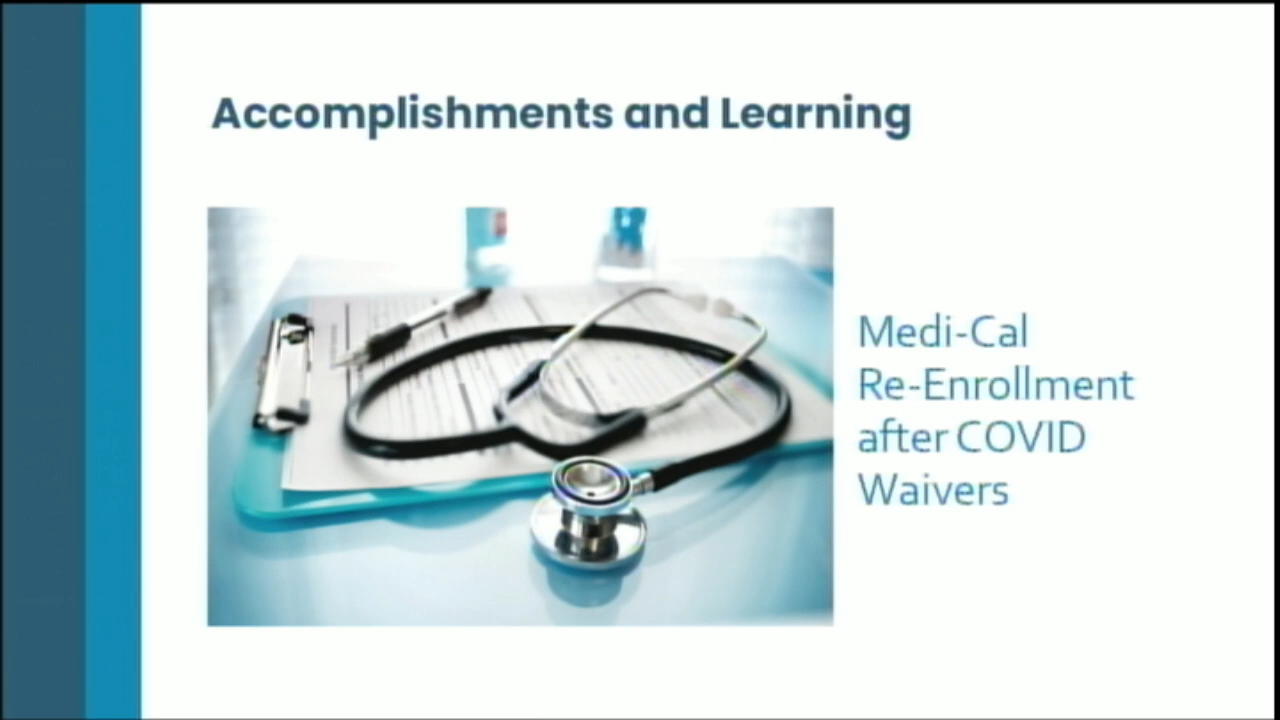 Accomplishments and Learning
Medi-Cal
Re-Enrollment
after COVID
Waivers